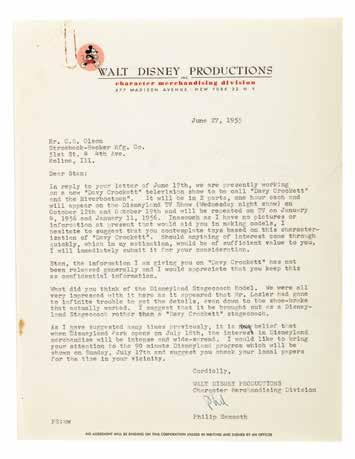 WALT DISNEY PRODUCTIONS
INC
character merchandising division
477 MADISON AVENUE · NEW YORK 22 N. Y.
June 27, 1955
Mr. C.S. Olson
Strombeck-Becker Mfg. Co.
51st St. & 4th Ave.
Moline, Ill.
Dear Stan:
In reply to your letter of June 17th, we are presently working
on a new "Davy Crockett" television show to be call "Davy Crockett
and the Riverboatmen". It will be in 2 parts, one hour each and
will appear on the Disneyland TV Show (Wednesday night show) on
October 12th and October 19th and will be repeated on TV on January
4, 1956 and January 11, 1956. Inasmuch as I have no pictures or
information at present that would aid you in making models, I
hesitate to suggest that you contemplate toys based on this character-
ization of "Davy Crockett". Should anything of interest come through
quickly, which in my estimation, would be of sufficient value to you,
I will immediately submit it for your consideration.
Stan, the information I am giving you on "Davy Crockett" has not
been released generally and I would appreciate that you keep this
as confidential information.
What did you think of the Disneyland Stagecoach Model. We were all
very impressed with it here as it appeared that Mr. Lozier had gone
to infinite trouble to get the details, even down to the shoe-brake
that actually worked. I suggest that it be brought out as a Disney-
land Stagecoach rather than a "Davy Crockett" stagecoach.
As I have suggested many times previously, it is belief that
when Disneyland Park opens on July 18th, the interest in Disneyland
merchandise will be intense and wide-spread. I would like to bring
your attention to the 90 minute Disneyland program which will be
shown on Sunday, July 17th and suggest you check your local papers
for the time in your vicinity.
Cordially,
WALT DISNEY PRODUCTIONS
Character Merchandising Division
Phil
Philip Sammeth
PS:
NO AGREEMENT WILL BE BINDING ON THIS CORPORATION UNLESS IN WRITING AND SIGNED BY AN OFFICER